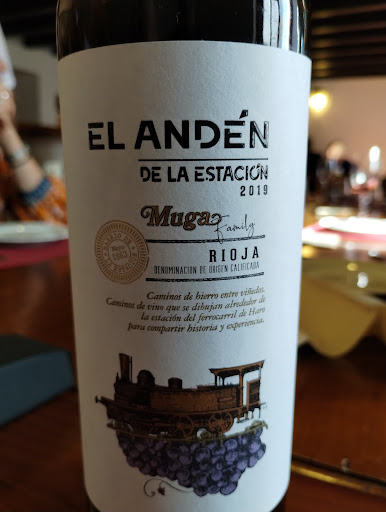 EL ANDÉN
DE LA ESTACIÓN
2019
Muga
Family
RIOJA
DENOMINACIÓN DE ORIGEN CALIFICADA
Caminos de hierro entre viñedos.
Caminos de vino que se dibujan alrededor de
la estación del ferrocarril de Haro
para compartir historia y experiencia.